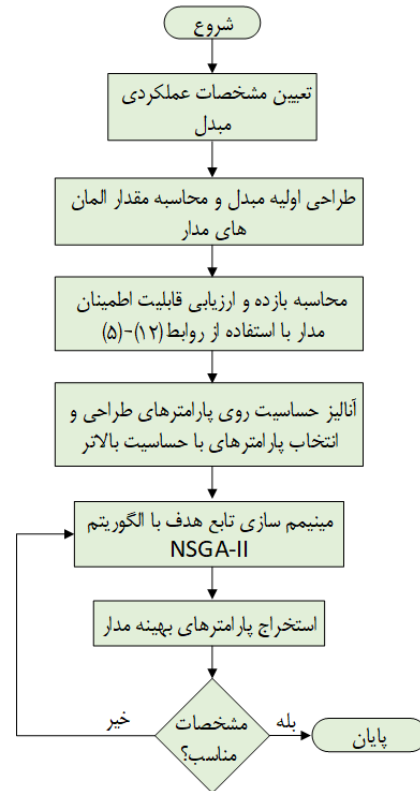 شروع
تعیین مشخصات عملکردی
مبدل
طراحی اولیه مبدل و محاسبه مقدار المان
های مدار
محاسبه بازده و ارزیابی قابلیت اطمینان
مدار با استفاده از روابط (۱۲)-(۵)
آنالیز حساسیت روی پارامترهای طراحی و
انتخاب پارامترهای با حساسیت بالاتر
مینیمم سازی تابع هدف با الگوریتم
NSGA-II
استخراج پارامترهای بهینه مدار
مشخصات
مناسب؟
خیر
بله
پایان